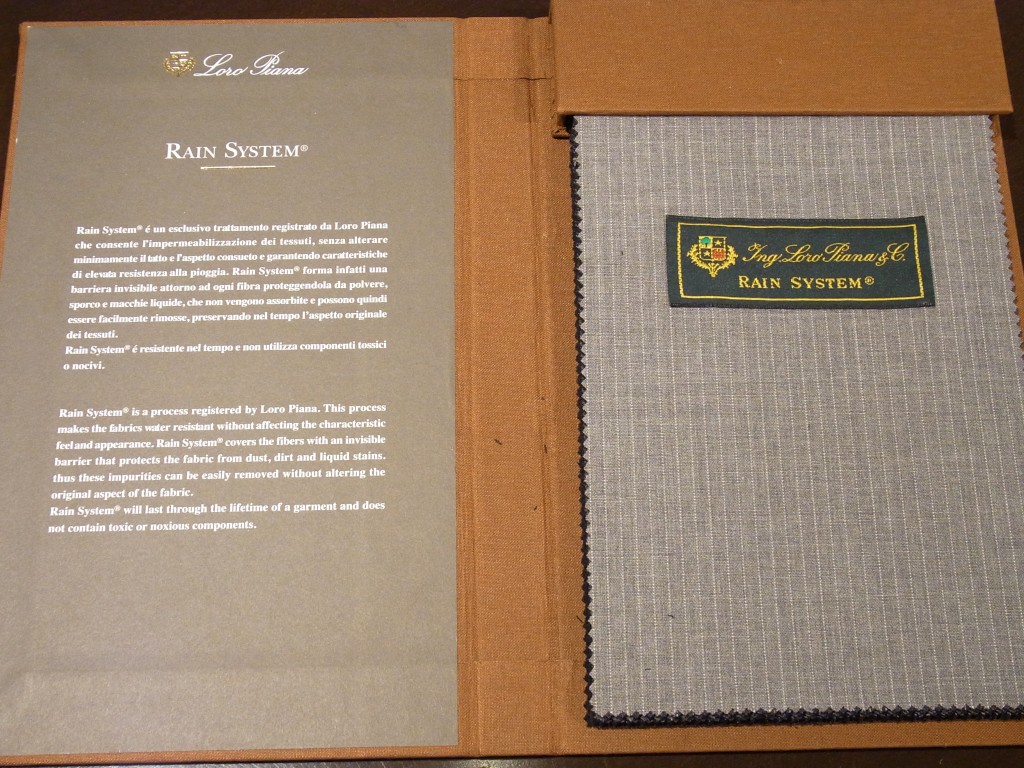 Loro Piana
RAIN SYSTEM®
Rain System® é un esclusivo trattamento registrato da Loro Piana
che consente l'impermeabilizzazione dei tessuti, senza alterare
minimamente il tatto e l'aspetto consueto e garantendo caratteristiche
di elevata resistenza alla pioggia. Rain System® forma infatti una
barriera invisibile attorno ad ogni fibra proteggendola da polvere,
sporco e macchie liquide, che non vengono assorbite e possono quindi
essere facilmente rimosse, preservando nel tempo l'aspetto originale
dei tessuti.
Rain System® é resistente nel tempo e non utilizza componenti tossici
o nocivi.
Rain System® is a process registered by Loro Piana. This process
makes the fabrics water resistant without affecting the characteristic
feel and appearance. Rain System® covers the fibers with an invisible
barrier that protects the fabric from dust, dirt and liquid stains.
thus these impurities can be easily removed without altering the
original aspect of the fabric.
Rain System® will last through the lifetime of a garment and does
not contain toxic or noxious components.
Ing. Loro Piana & C.
RAIN SYSTEM®